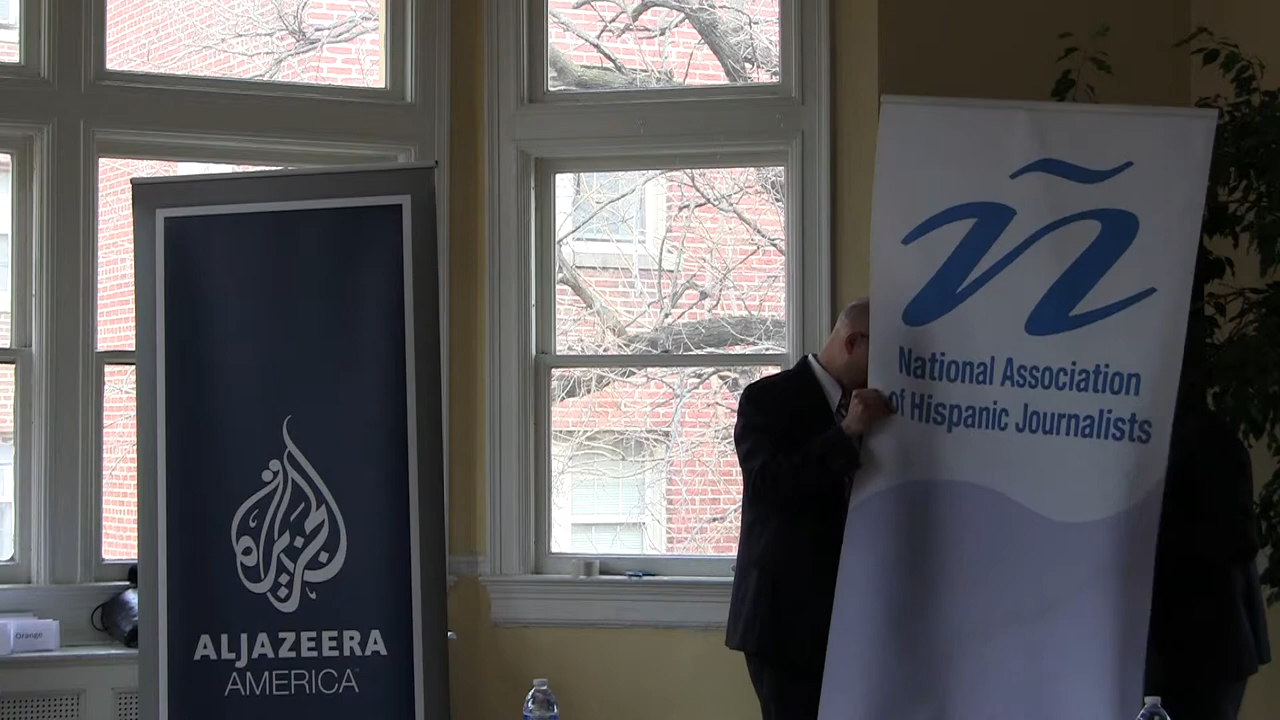 ñ
National Association
of Hispanic Journalists
الجزيرة
ALJAZEERA
AMERICA
Orange